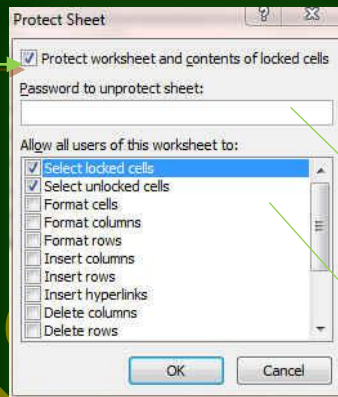 Protect Sheet
Protect worksheet and contents of locked cells
Password to unprotect sheet:
Allow all users of this worksheet to:
Select locked cells
Select unlocked cells
Format cells
Format columns
Format rows
Insert columns
Insert rows
Insert hyperlinks
Delete columns
Delete rows
OK
Cancel